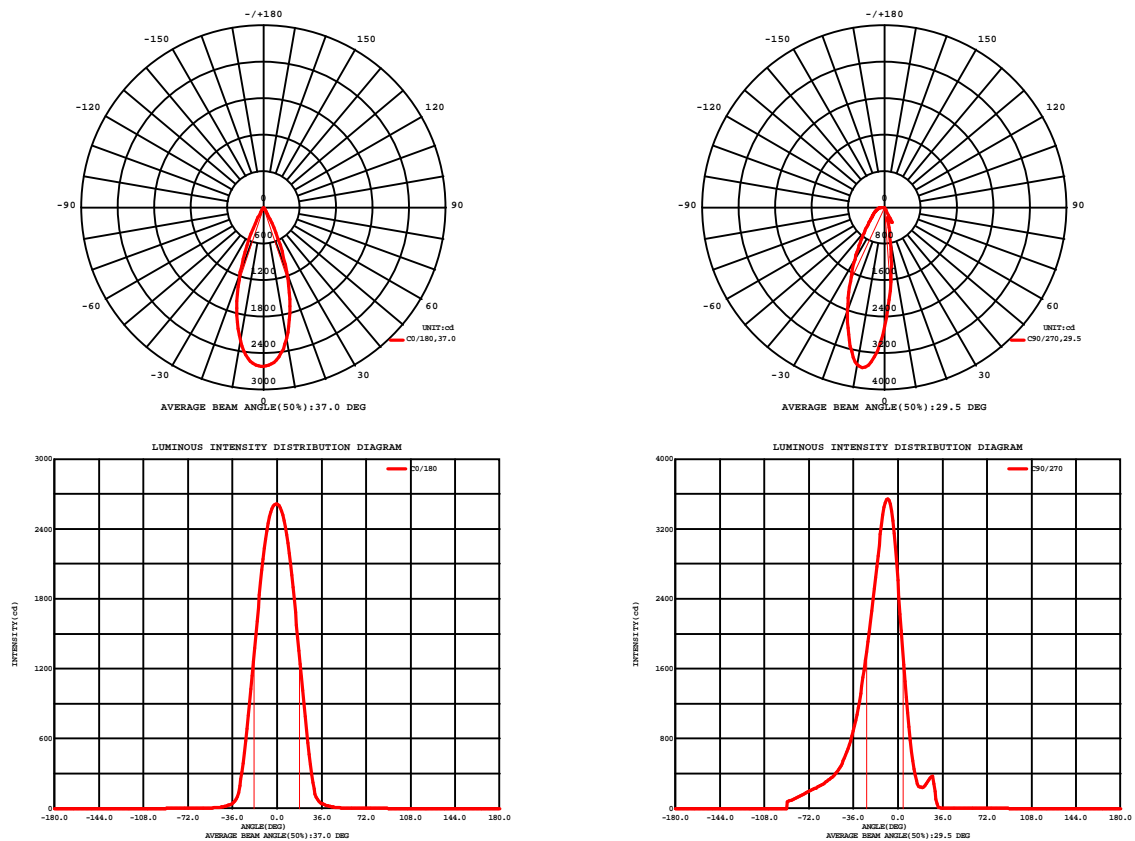 -/+180
-150
150
-120
120
-90
90
-60
60
-30
30
0
0
600
1200
1800
2400
3000
UNIT:cd
C0/180,37.0
AVERAGE BEAM ANGLE(50%):37.0 DEG
-/+180
-150
150
-120
120
-90
90
-60
60
-30
30
0
0
800
1600
2400
3200
4000
UNIT:cd
C90/270,29.5
AVERAGE BEAM ANGLE(50%):29.5 DEG
LUMINOUS INTENSITY DISTRIBUTION DIAGRAM
C0/180
INTENSITY(cd)
3000
2400
1800
1200
600
0
-180.0 -144.0 -108.0 -72.0 -36.0 0.0 36.0 72.0 108.0 144.0 180.0
ANGLE(DEG)
AVERAGE BEAM ANGLE(50%):37.0 DEG
LUMINOUS INTENSITY DISTRIBUTION DIAGRAM
C90/270
INTENSITY(cd)
4000
3200
2400
1600
800
0
-180.0 -144.0 -108.0 -72.0 -36.0 0.0 36.0 72.0 108.0 144.0 180.0
ANGLE(DEG)
AVERAGE BEAM ANGLE(50%):29.5 DEG